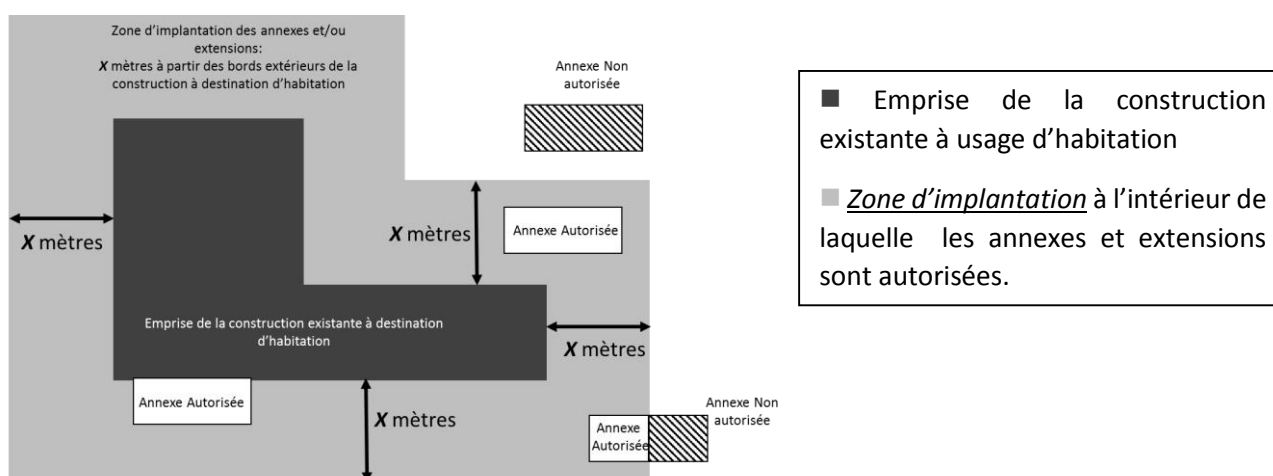 Zone d'implantation des annexes et/ou
extensions:
X mètres à partir des bords extérieurs de la
construction à destination d'habitation
Annexe Non
autorisée
X mètres
X mètres
Annexe Autorisée
Emprise de la construction existante à destination
d'habitation
X mètres
Annexe Autorisée
X mètres
Annexe
Autorisée
Annexe Non
autorisée
■ Emprise de la construction
existante à usage d'habitation
■ Zone d'implantation à l'intérieur de
laquelle les annexes et extensions
sont autorisées.